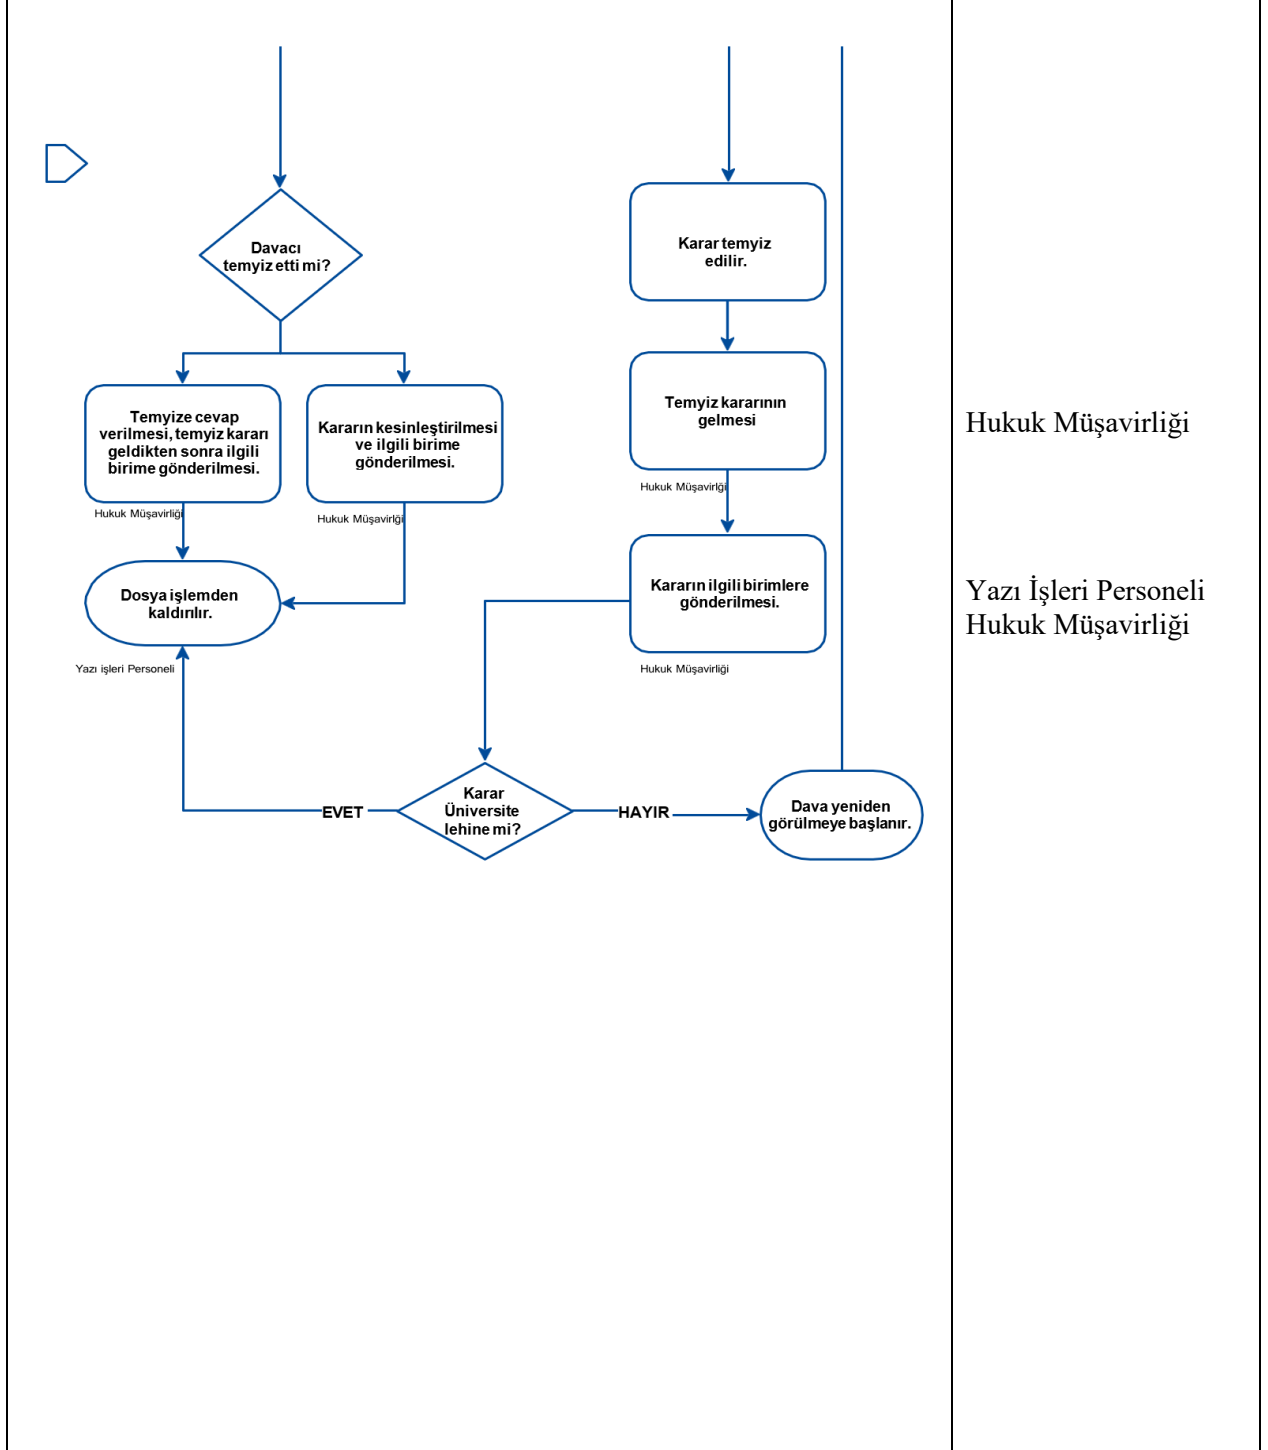 Davacı
temyiz etti mi?
Karar temyiz
edilir.
Temyize cevap
verilmesi, temyiz kararı
geldikten sonra ilgili
birime gönderilmesi.
Hukuk Müşavirliği
Kararın kesinleştirilmesi
ve ilgili birime
gönderilmesi.
Hukuk Müşavirlği
Temyiz kararının
gelmesi
Hukuk Müşavirlği
Dosya işlemden
kaldırılır.
Yazı işleri Personeli
Kararın ilgili birimlere
gönderilmesi.
Hukuk Müşavirliği
Karar
Üniversite
lehine mi?
EVET
HAYIR
Dava yeniden
görülmeye başlanır.
Hukuk Müşavirliği
Yazı İşleri Personeli
Hukuk Müşavirliği